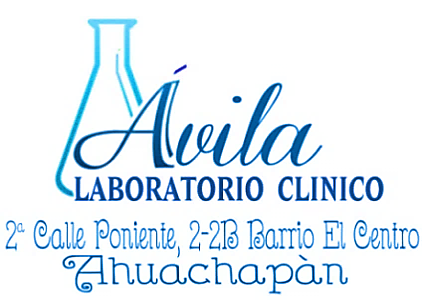 Ávila
LABORATORIO CLINICO
2ª Calle Poniente, 2-2B Barrio El Centro
Ahuachapàn